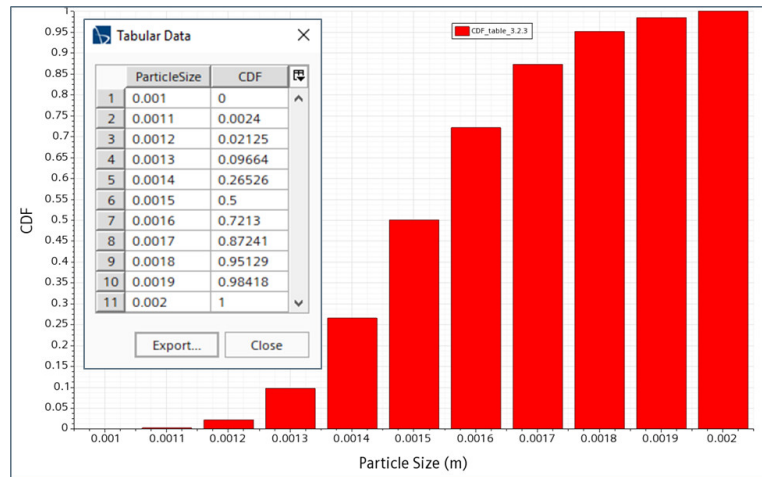 1
0.95
0.9
0.85
0.8
0.75
0.7
0.65
0.6
0.55
0.5
0.45
0.4
0.35
0.3
0.25
0.2
0.15
0.1
0.05
0
CDF
Tabular Data
ParticleSize CDF
1 0.001 0
2 0.0011 0.0024
3 0.0012 0.02125
4 0.0013 0.09664
5 0.0014 0.26526
6 0.0015 0.5
7 0.0016 0.7213
8 0.0017 0.87241
9 0.0018 0.95129
10 0.0019 0.98418
11 0.002 1
Export... Close
CDF_table_3.2.3
0.001 0.0011 0.0012 0.0013 0.0014 0.0015 0.0016 0.0017 0.0018 0.0019 0.002
Particle Size (m)